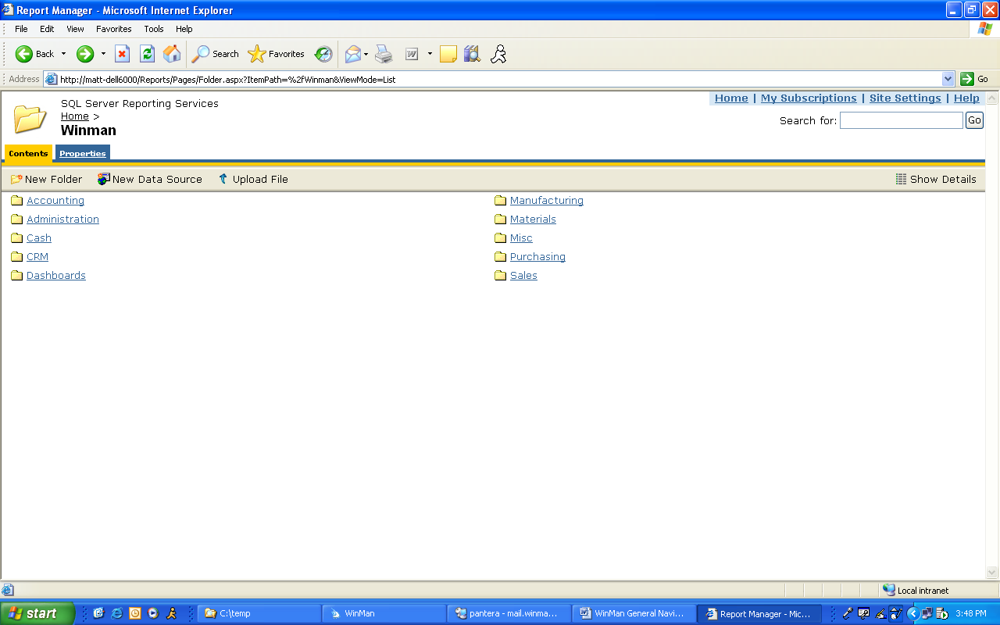 Report Manager - Microsoft Internet Explorer
File Edit View Favorites Tools Help
Back Search Favorites
Address http://matt-dell6000/Reports/Pages/Folder.aspx?ItemPath=%2fWinman&ViewMode=List Go
Home | My Subscriptions | Site Settings | Help
SQL Server Reporting Services
Home >
Winman
Search for: Go
Contents Properties
New Folder New Data Source Upload File Show Details
Accounting Manufacturing
Administration Materials
Cash Misc
CRM Purchasing
Dashboards Sales
Local intranet
start C:\temp WinMan pantera - mail.winma... WinMan General Navi... Report Manager - Mic... 3:48 PM